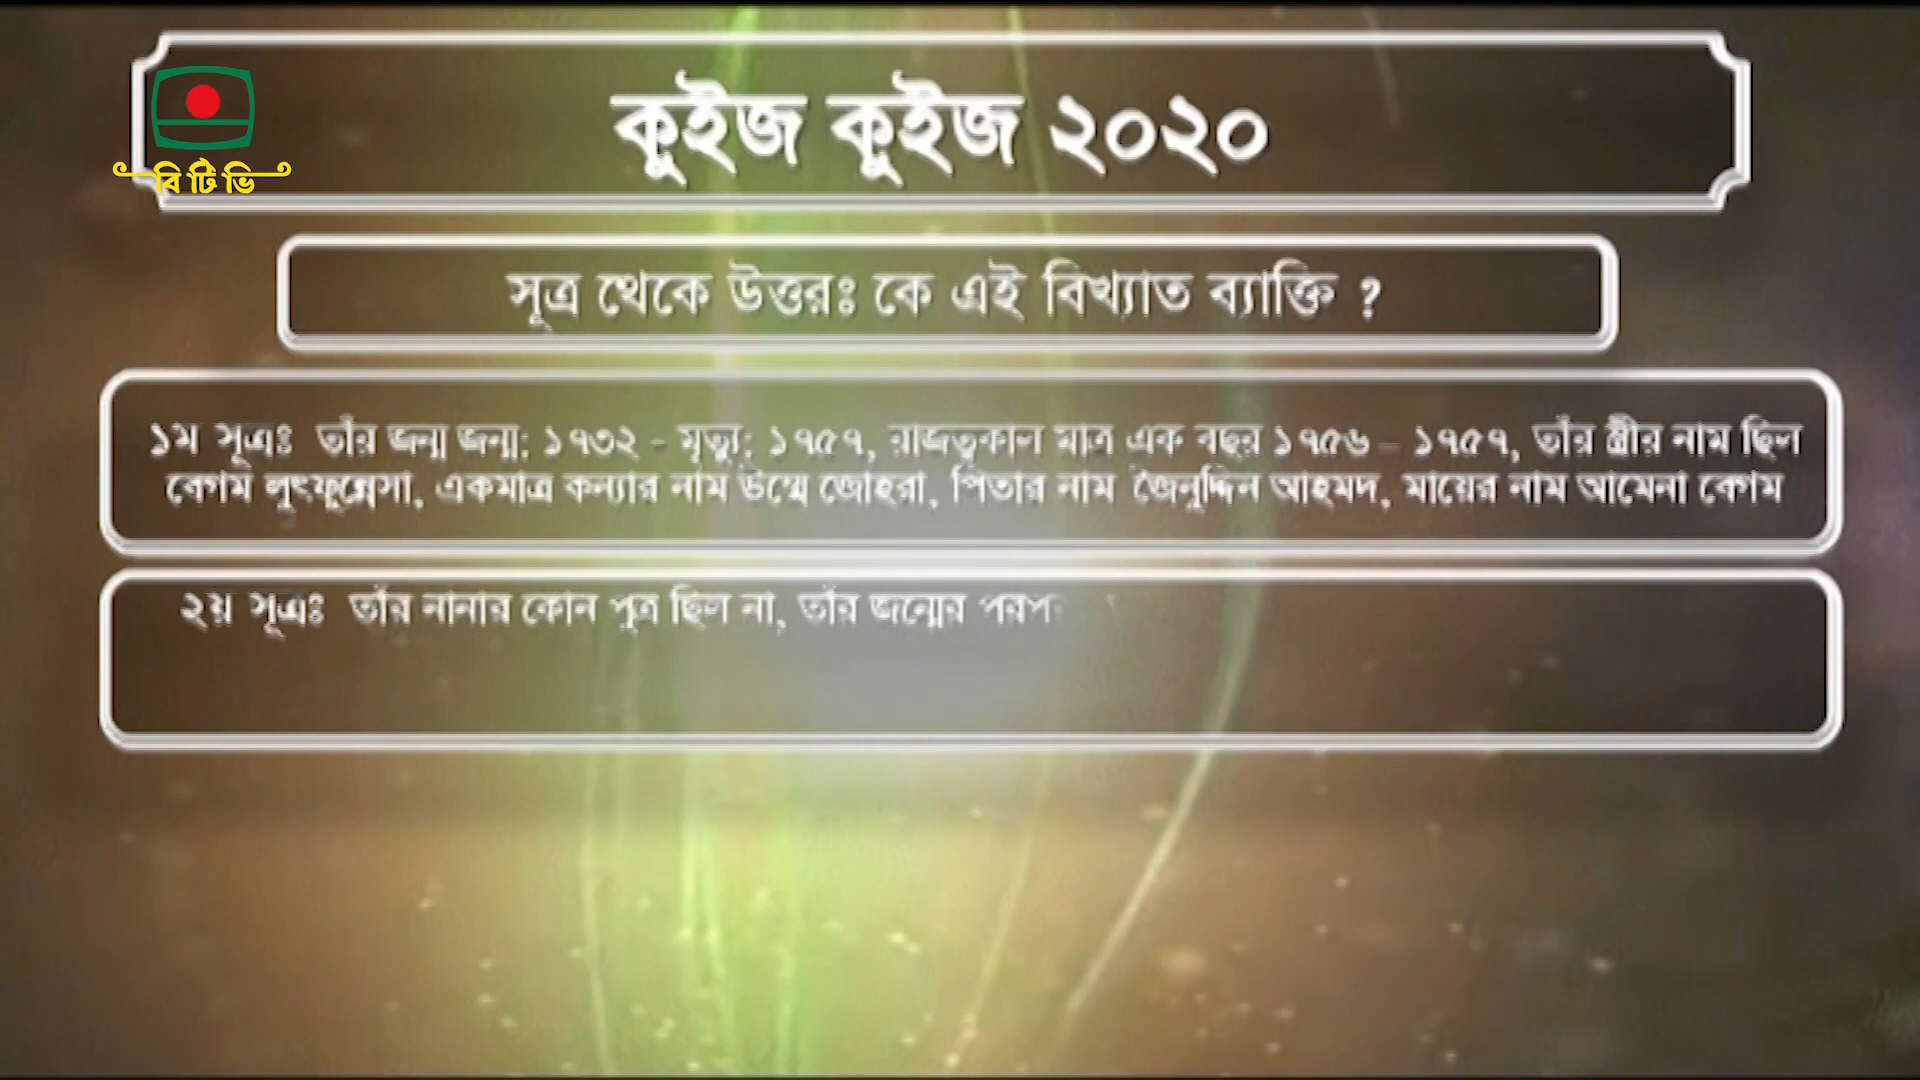 কুইজ কুইজ ২০২০
বি টি ভি
সূত্র থেকে উত্তরঃ কে এই বিখ্যাত ব্যাক্তি ?
১ম সূত্রঃ তাঁর জন্ম জন্ম: ১৭৩২ - মৃত্যু: ১৭৫৭, রাজত্বকাল মাত্র এক বছর ১৭৫৬ – ১৭৫৭, তাঁর স্ত্রীর নাম ছিল
বেগম লুৎফুন্নেসা, একমাত্র কন্যার নাম উম্মে জোহরা, পিতার নাম জৈনুদ্দিন আহমদ, মায়ের নাম আমেনা বেগম
২য় সূত্রঃ তাঁর নানার কোন পুত্র ছিল না, তাঁর জন্মের